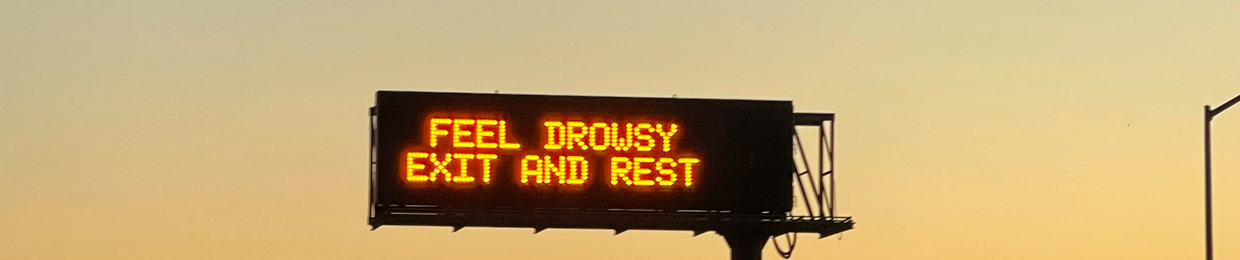 FEEL DROWSY
EXIT AND REST